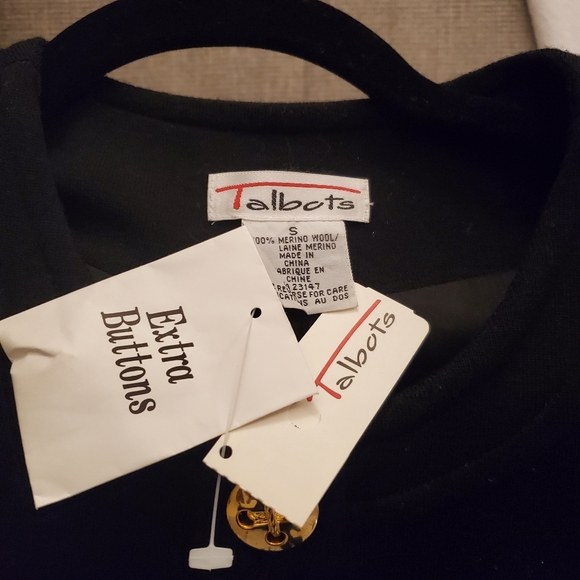 Talbots
S
100% MERINO WOOL/
LAINE MERINO
MADE IN
CHINA
FABRIQUE EN
CHINE
23147
FOR CARE
AU DOS
Extra
Buttons
Talbots